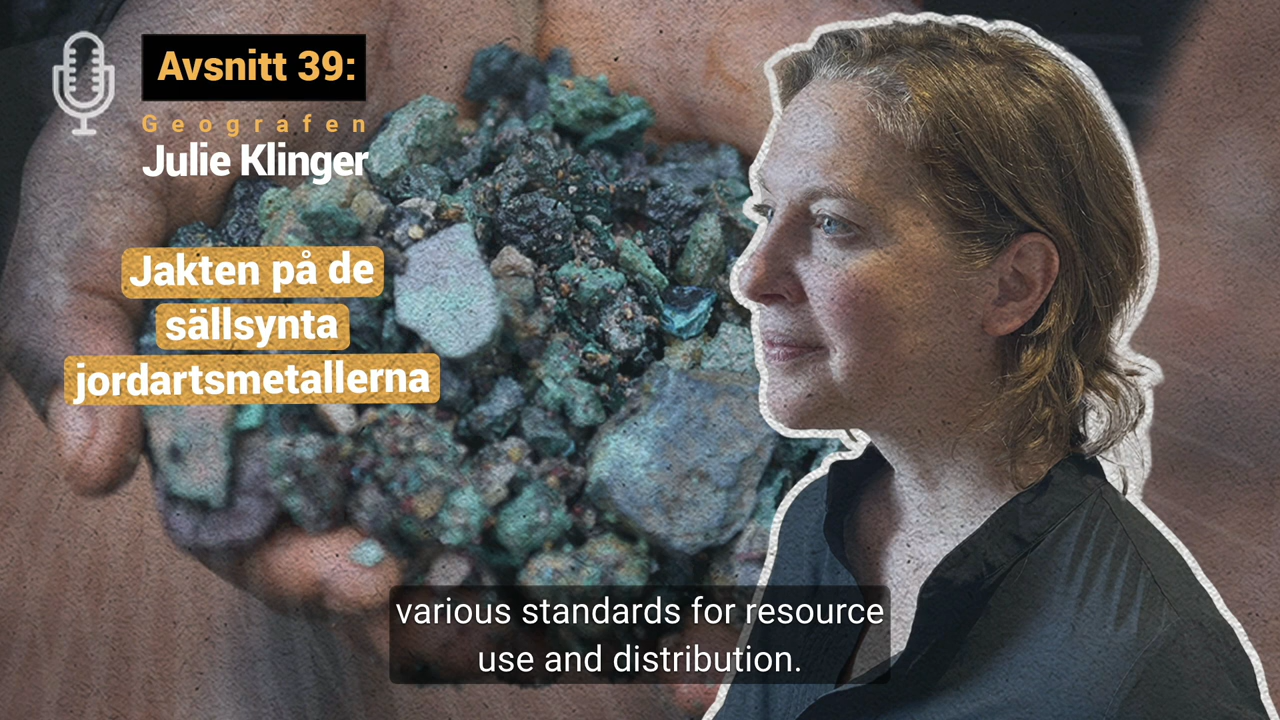 Avsnitt 39:
Geografen
Julie Klinger
Jakten på de
sällsynta
jordartsmetallerna
various standards for resource
use and distribution.